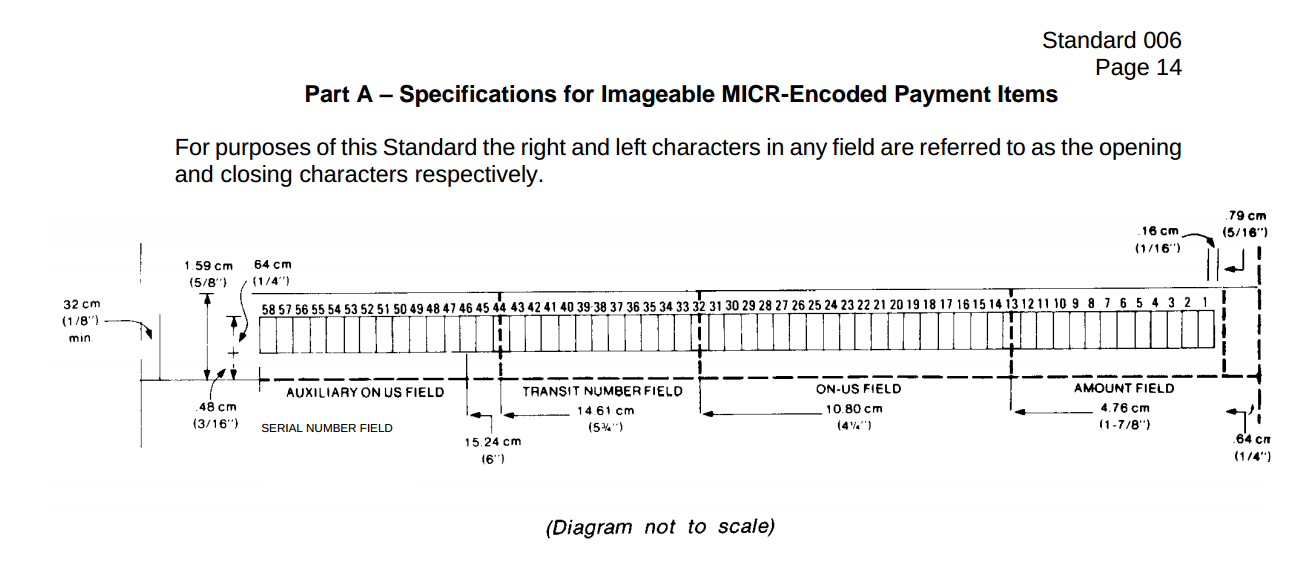 Standard 006
Page 14
Part A – Specifications for Imageable MICR-Encoded Payment Items
For purposes of this Standard the right and left characters in any field are referred to as the opening
and closing characters respectively.
.79 cm
(5/16")
.16 cm
(1/16")
1.59 cm
(5/8")
.64 cm
(1/4")
32 cm
(1/8")
min.
58 57 56 55 54 53 52 51 50 49 48 47 46 45 44 43 42 41 40 39 38 37 36 35 34 33 32 31 30 29 28 27 26 25 24 23 22 21 20 19 18 17 16 15 14 13 12 11 10 9 8 7 6 5 4 3 2 1
AUXILIARY ON US FIELD
TRANSIT NUMBER FIELD
ON-US FIELD
AMOUNT FIELD
.48 cm
(3/16")
SERIAL NUMBER FIELD
14.61 cm
(5¾")
10.80 cm
(4¼")
4.76 cm
(1-7/8")
15.24 cm
(6")
.64 cm
(1/4")
(Diagram not to scale)